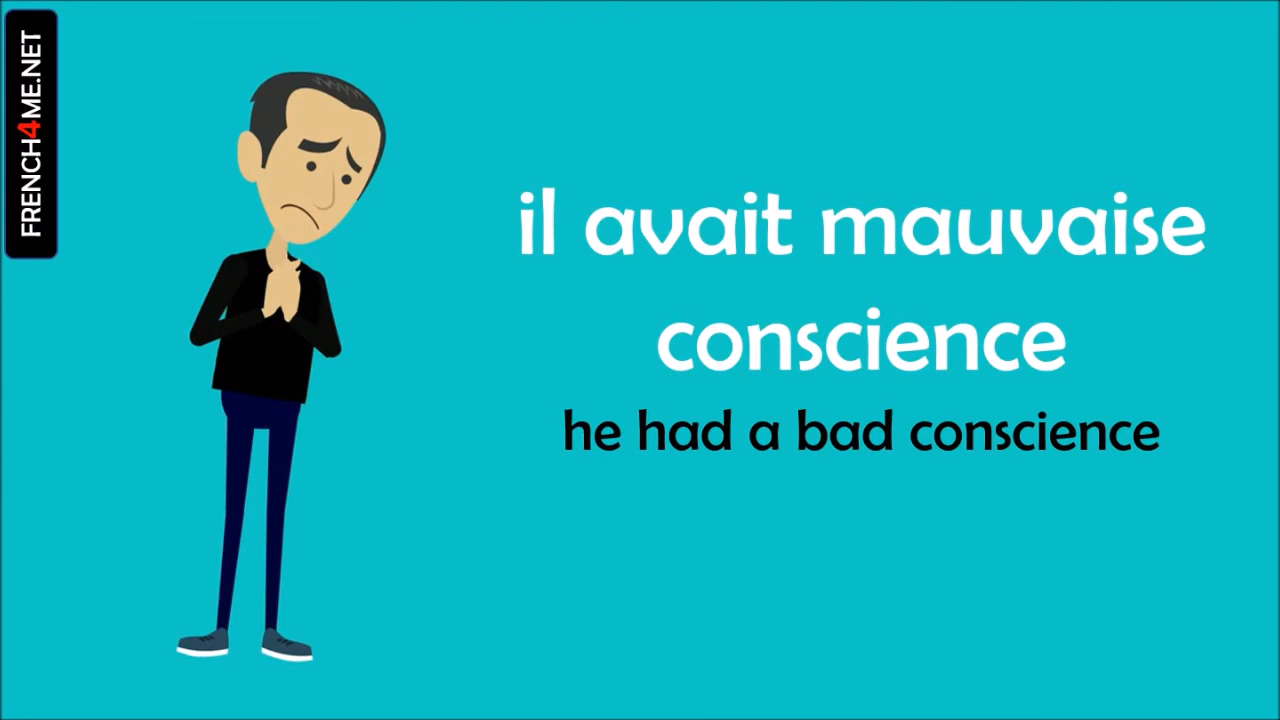 FRENCH4ME.NET
il avait mauvaise
conscience
he had a bad conscience